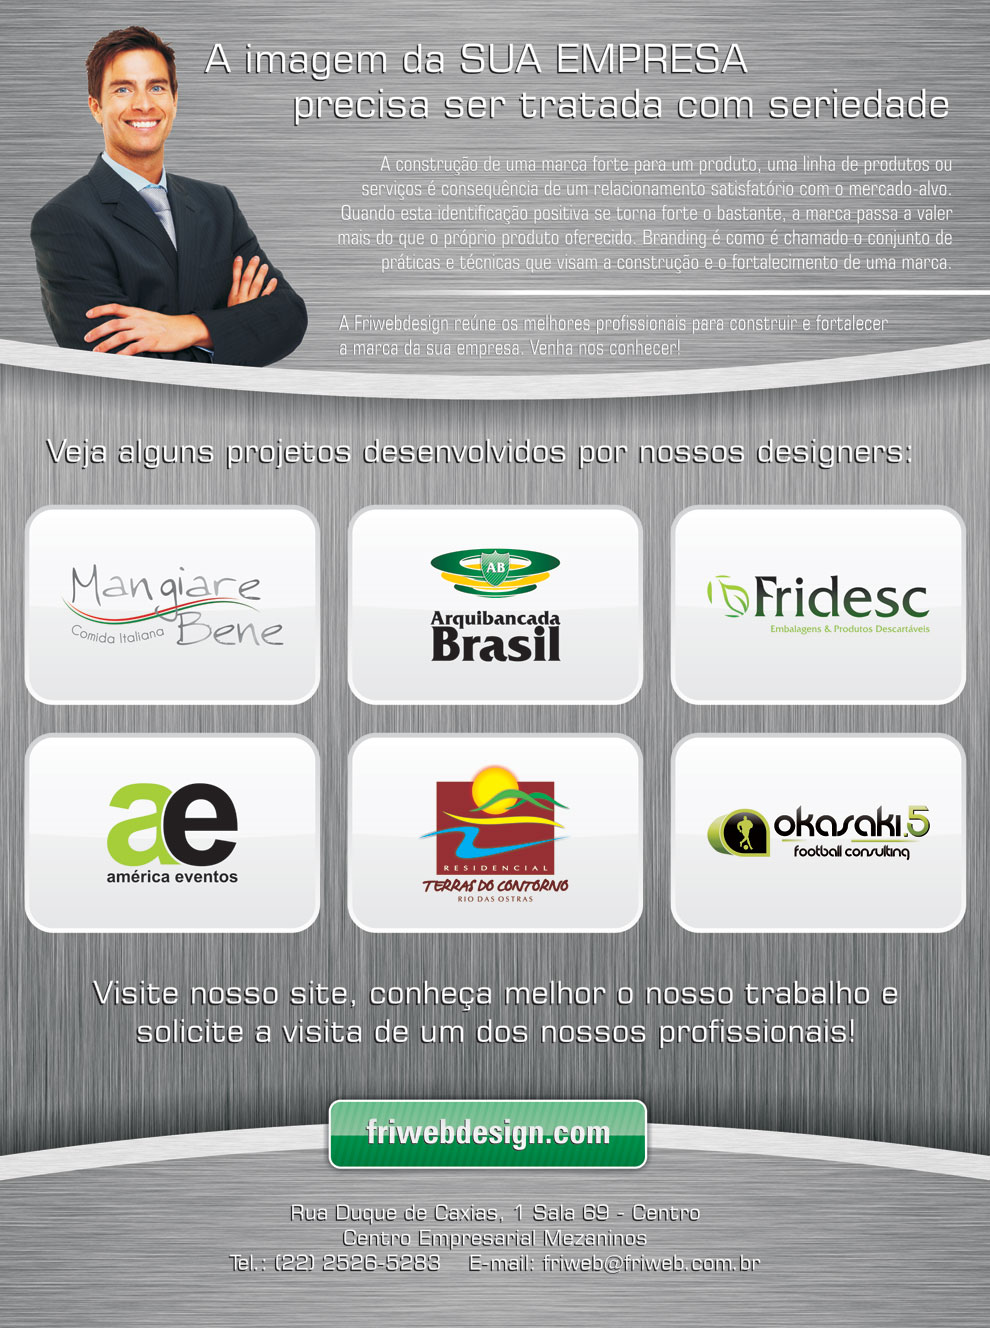 A imagem da SUA EMPRESA
precisa ser tratada com seriedade
A construção de uma marca forte para um produto, uma linha de produtos ou
serviços é consequência de um relacionamento satisfatório com o mercado-alvo.
Quando esta identificação positiva se torna forte o bastante, a marca passa a valer
mais do que o próprio produto oferecido. Branding é como é chamado o conjunto de
práticas e técnicas que visam a construção e o fortalecimento de uma marca.
A Friwebdesign reúne os melhores profissionais para construir e fortalecer
a marca da sua empresa. Venha nos conhecer!
Veja alguns projetos desenvolvidos por nossos designers:
Mangiare
Bene
Comida Italiana
AB
Arquibancada
Brasil
Fridesc
Embalagens & Produtos Descartáveis
ae
américa eventos
RESIDENCIAL
TERRAS DO CONTORNO
RIO DAS OSTRAS
okasaki.5
football consulting
Visite nosso site, conheça melhor o nosso trabalho e
solicite a visita de um dos nossos profissionais!
friwebdesign.com
Rua Duque de Caxias, 1 Sala 69 - Centro
Centro Empresarial Mezaninos
Tel.: (22) 2526-5283 E-mail: friweb@friweb.com.br